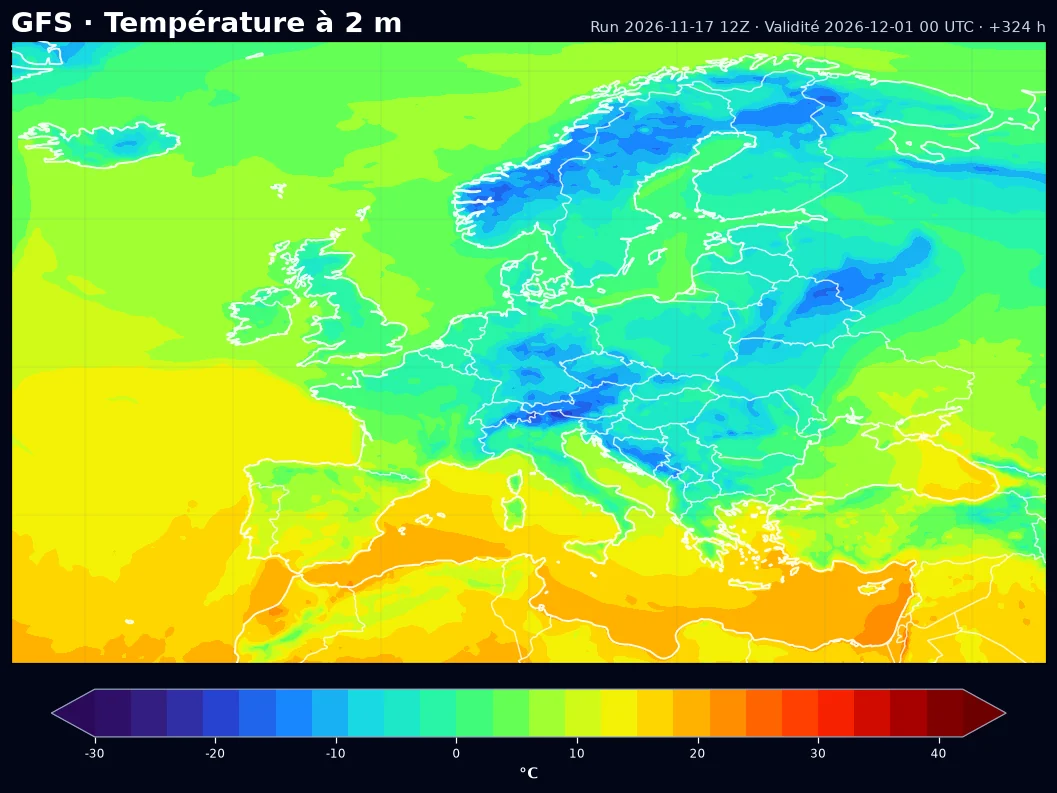 GFS · Température à 2 m
Run 2026-11-17 12Z · Validité 2026-12-01 00 UTC · +324 h
-30 -20 -10 0 10 20 30 40
°C